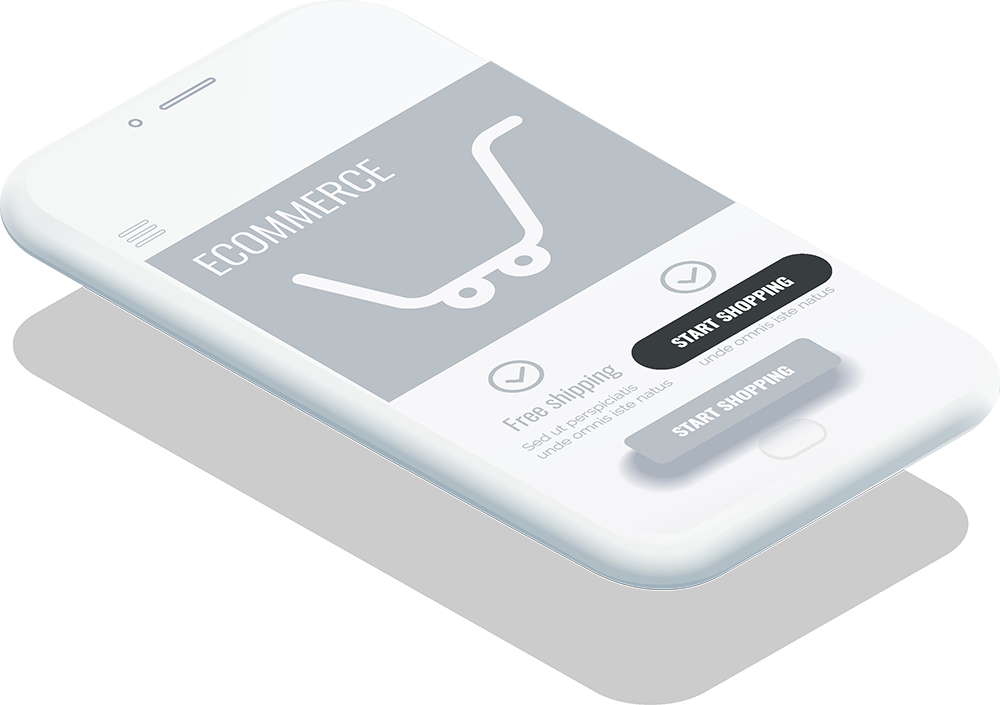 ECOMMERCE
Free shipping
Sed ut perspiciatis
unde omnis iste natus
START SHOPPING
unde omnis iste natus
START SHOPPING